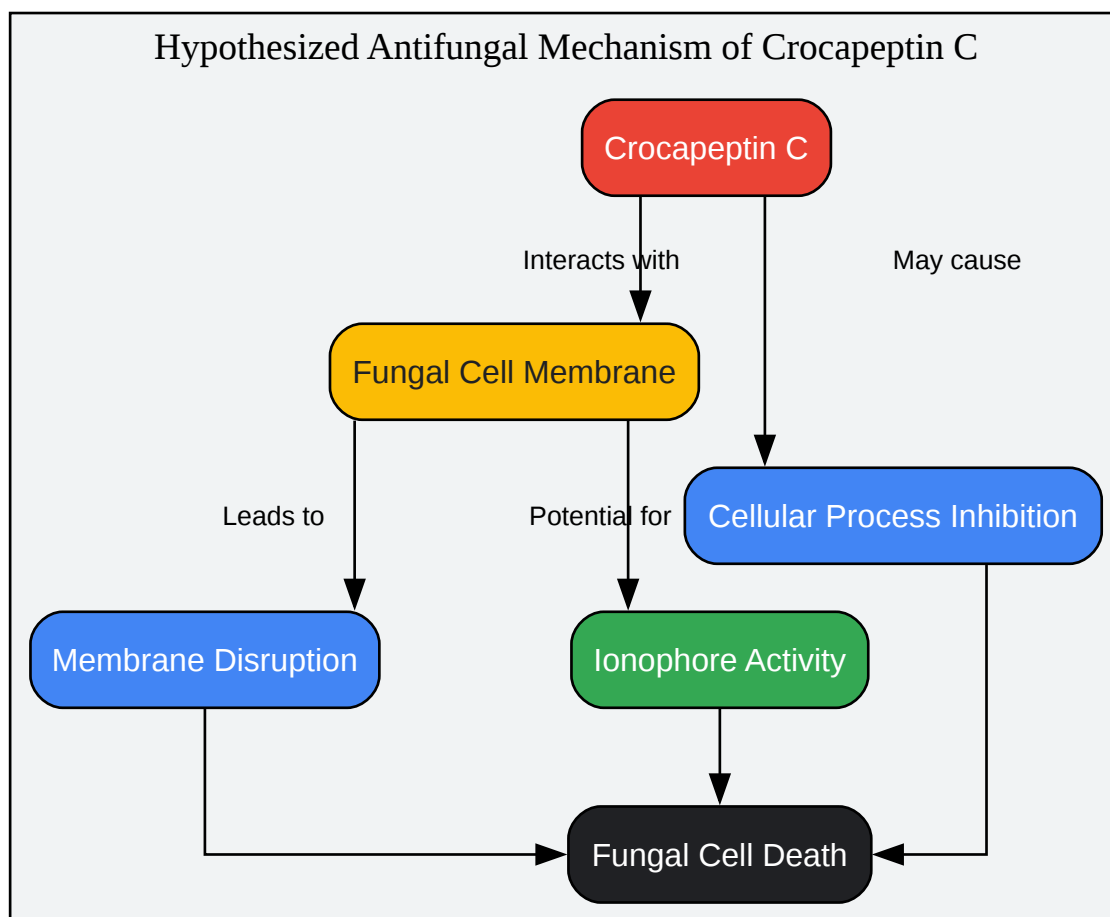 Hypothesized Antifungal Mechanism of Crocapeptin C
Crocapeptin C
Interacts with
May cause
Fungal Cell Membrane
Leads to
Potential for
Cellular Process Inhibition
Membrane Disruption
Ionophore Activity
Fungal Cell Death